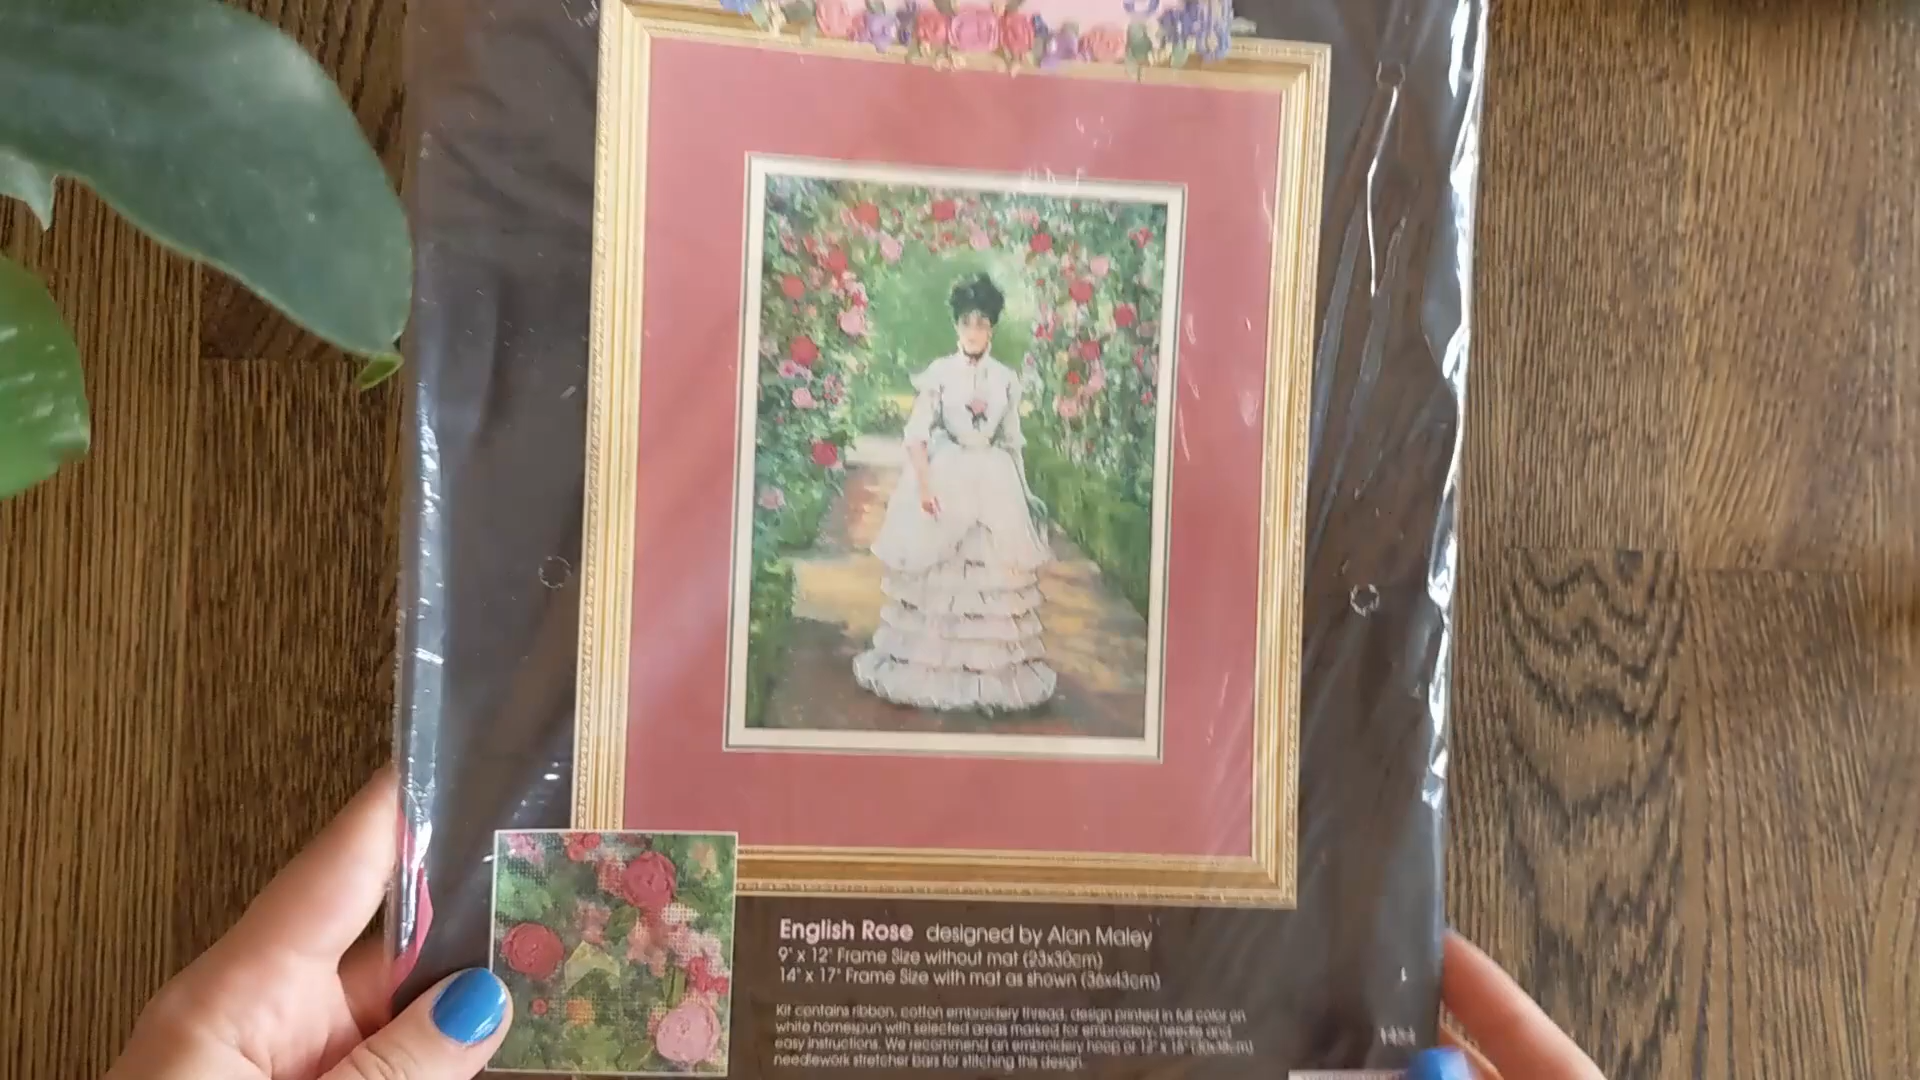 English Rose designed by Alan Maley
9" x 12" Frame Size without mat (23x30cm)
14" x 17" Frame Size with mat as shown (36x43cm)
Kit contains ribbon, cotton embroidery thread, design printed in full color on
white homespun with selected areas marked for embroidery, needle and
easy instructions. We recommend an embroidery hoop or 12" x 15" (30x38cm)
needlework stretcher bars for stitching this design.